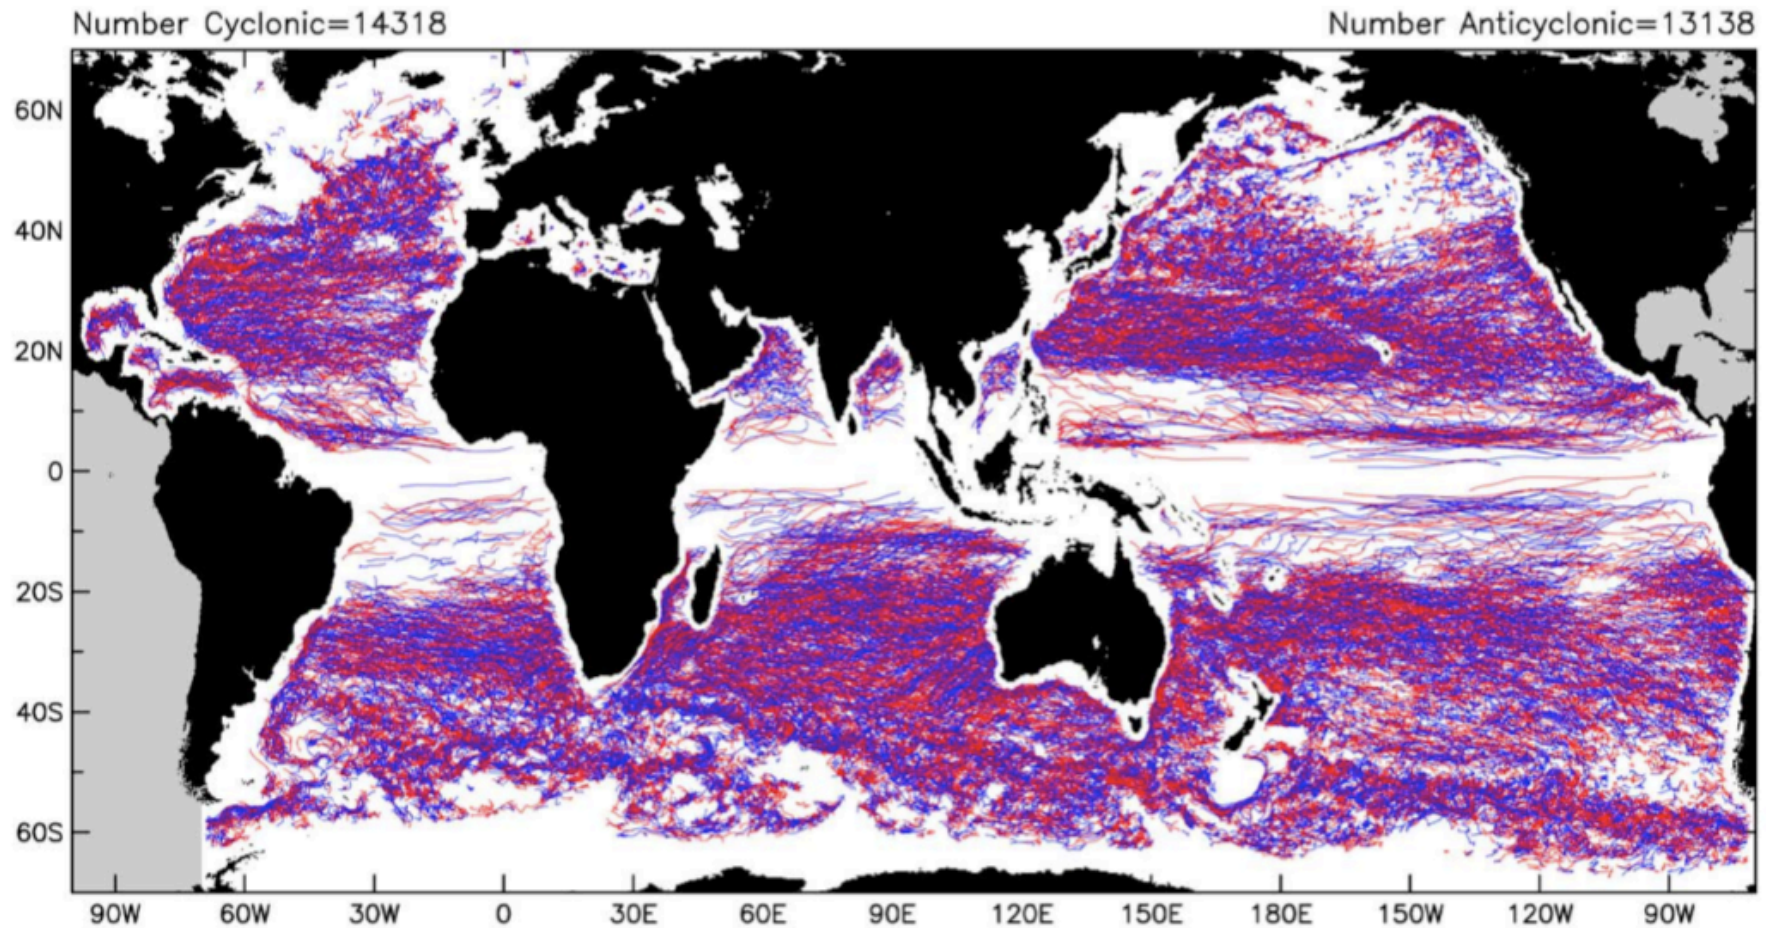 Number Cyclonic=14318
Number Anticyclonic=13138
60N
40N
20N
0
20S
40S
60S
90W 60W 30W 0 30E 60E 90E 120E 150E 180E 150W 120W 90W